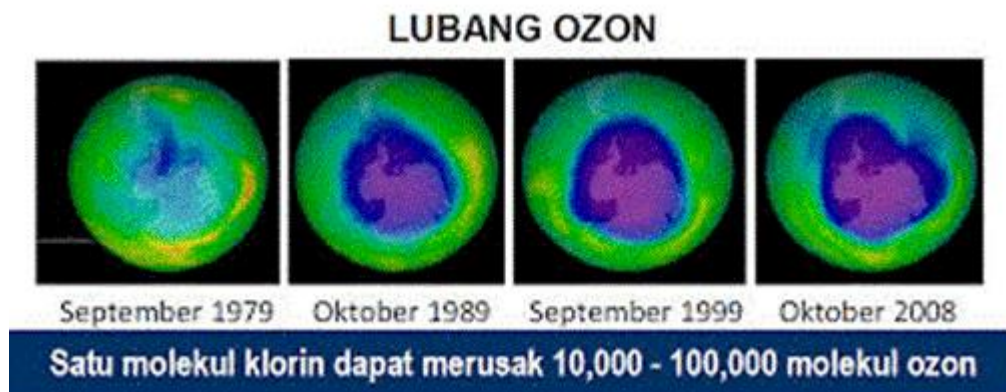 LUBANG OZON
September 1979 Oktober 1989 September 1999 Oktober 2008
Satu molekul klorin dapat merusak 10,000 - 100,000 molekul ozon